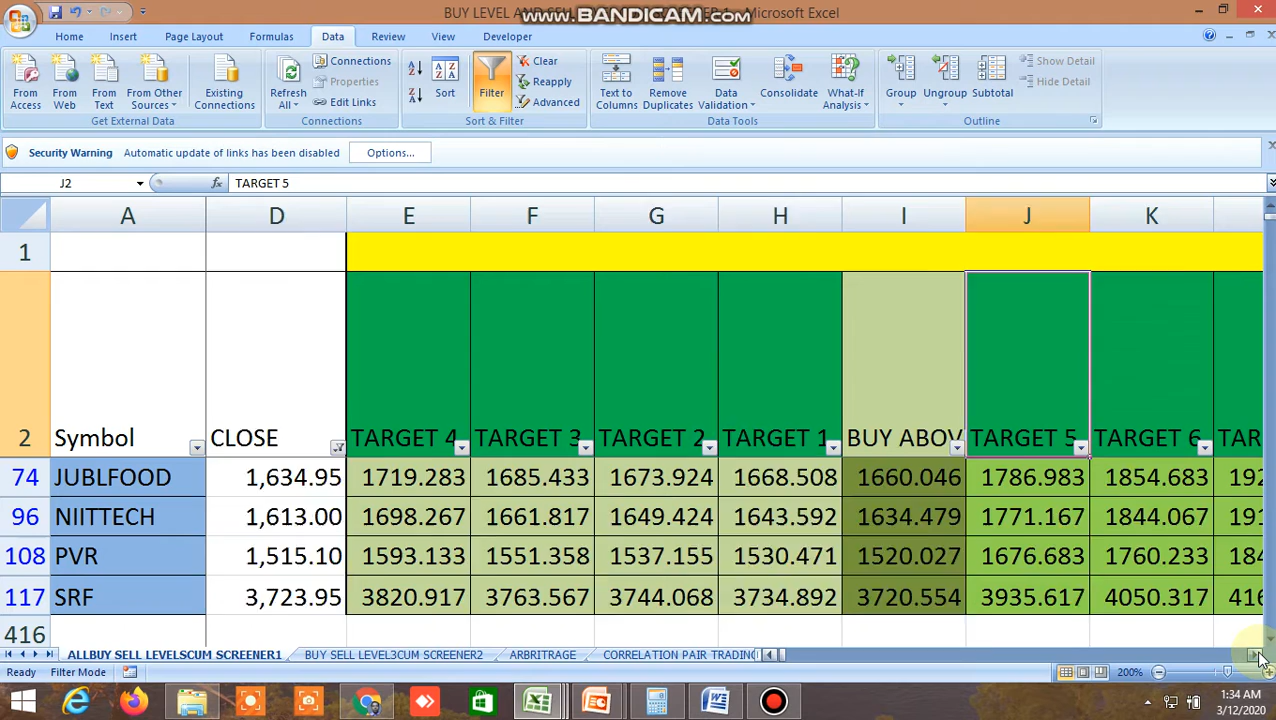 BUY LEVEL AND SELL
www.BANDICAM.com
Microsoft Excel
Home Insert Page Layout Formulas Data Review View Developer
From Access
From Web
From Text
From Other Sources
Existing Connections
Get External Data
Refresh All
Connections
Properties
Edit Links
Connections
Sort
Filter
Clear
Reapply
Advanced
Sort & Filter
Text to Columns
Remove Duplicates
Data Validation
Consolidate
What-If Analysis
Data Tools
Group
Ungroup
Subtotal
Show Detail
Hide Detail
Outline
Security Warning Automatic update of links has been disabled Options...
J2 fx TARGET 5
A D E F G H I J K
1
2 Symbol CLOSE TARGET 4 TARGET 3 TARGET 2 TARGET 1 BUY ABOV TARGET 5 TARGET 6 TAR
74 JUBLFOOD 1,634.95 1719.283 1685.433 1673.924 1668.508 1660.046 1786.983 1854.683 192
96 NIITTECH 1,613.00 1698.267 1661.817 1649.424 1643.592 1634.479 1771.167 1844.067 191
108 PVR 1,515.10 1593.133 1551.358 1537.155 1530.471 1520.027 1676.683 1760.233 184
117 SRF 3,723.95 3820.917 3763.567 3744.068 3734.892 3720.554 3935.617 4050.317 416
416
ALLBUY SELL LEVELSCUM SCREENER1 BUY SELL LEVEL3CUM SCREENER2 ARBRITRAGE CORRELATION PAIR TRADING
Ready Filter Mode 200%
1:34 AM
3/12/2020